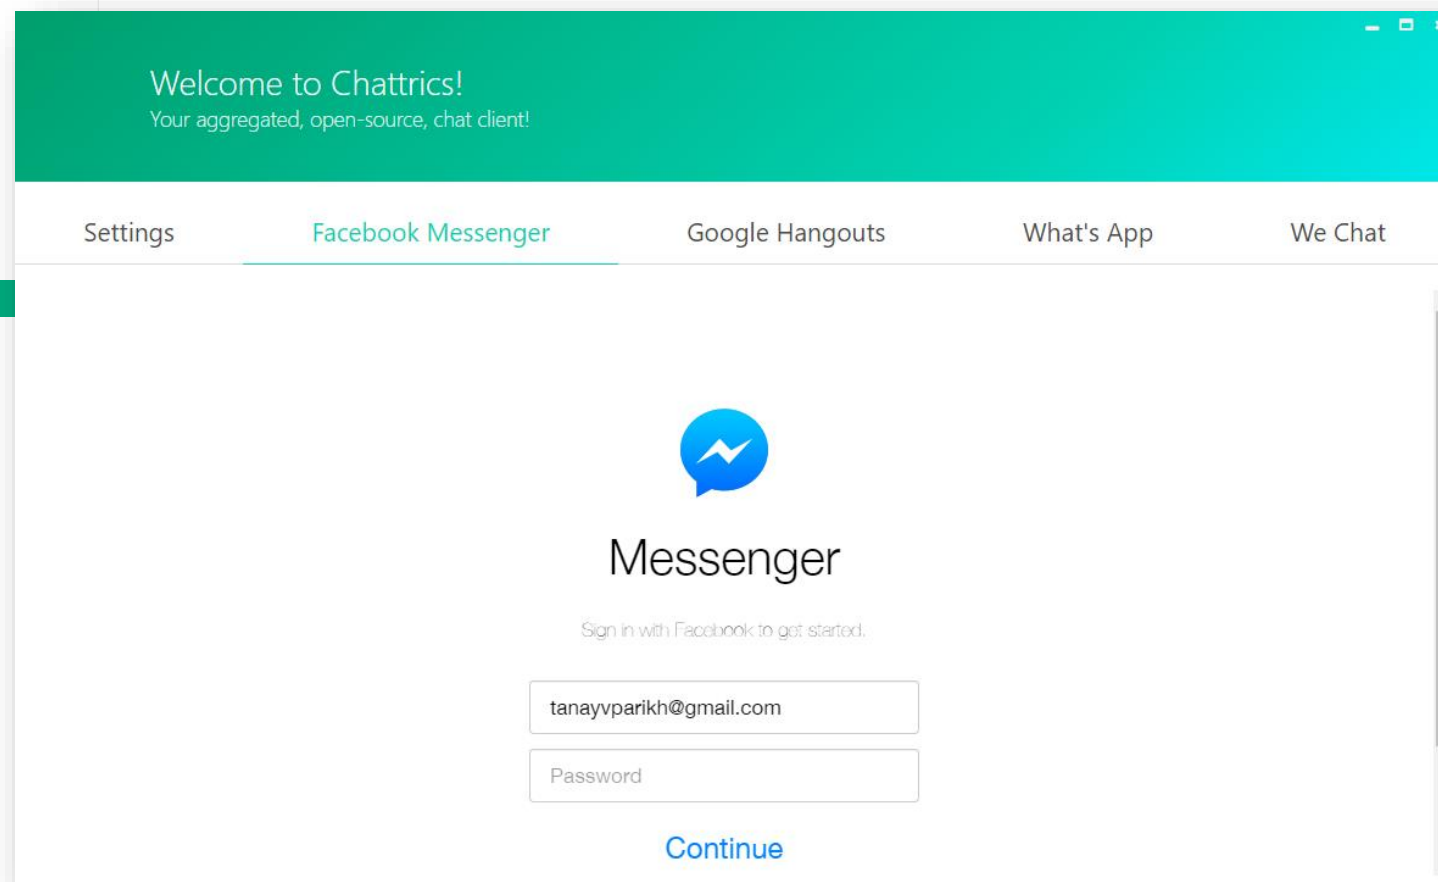 Welcome to Chattrics!
Your aggregated, open-source, chat client!
Settings Facebook Messenger Google Hangouts What's App We Chat
Messenger
Sign in with Facebook to get started.
tanayvparikh@gmail.com
Password
Continue